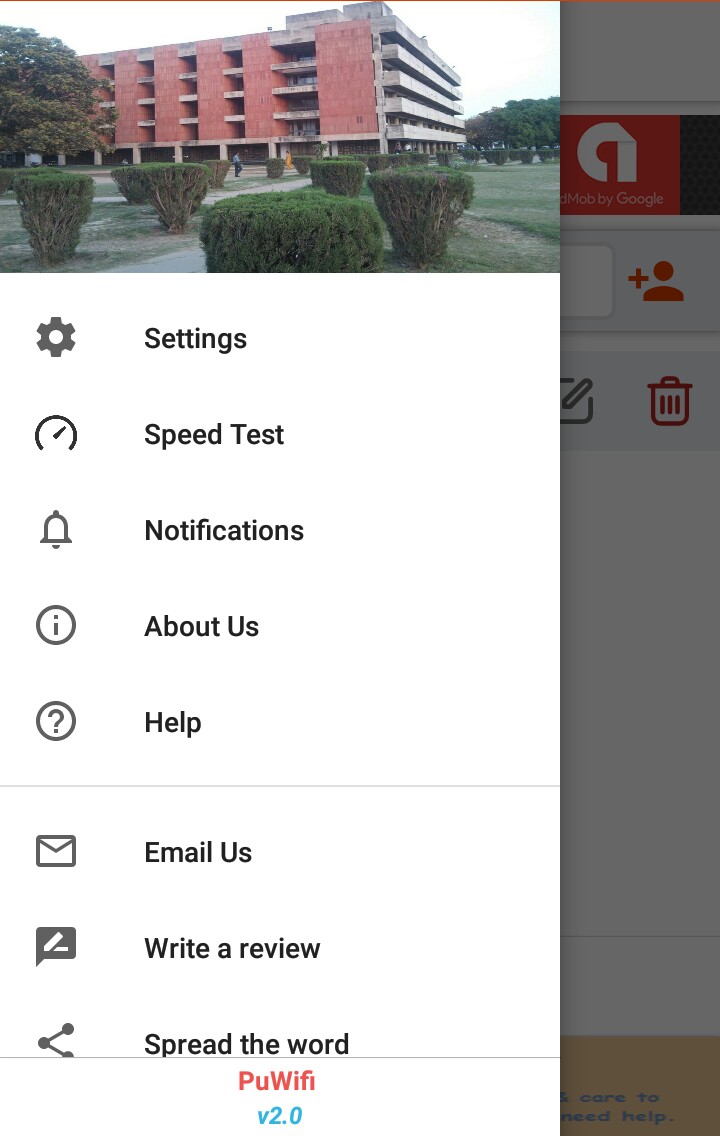 dMob by Google
Settings
Speed Test
Notifications
About Us
Help
Email Us
Write a review
Spread the word
PuWifi
v2.0
& care to
need help.